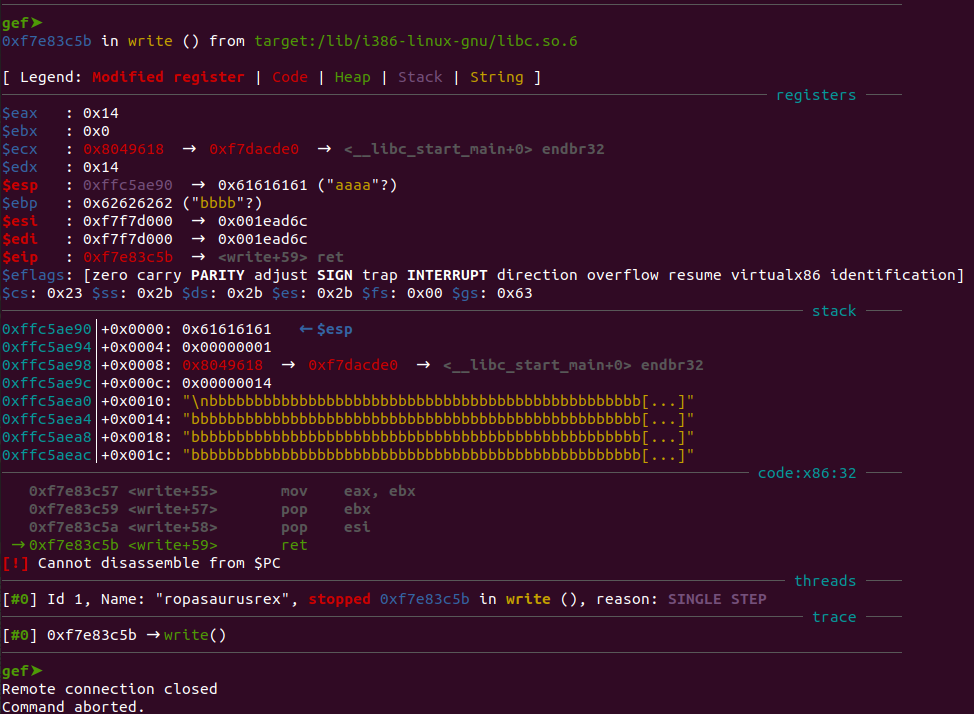 gef➤
0xf7e83c5b in write () from target:/lib/i386-linux-gnu/libc.so.6
[ Legend: Modified register | Code | Heap | Stack | String ]
registers
$eax   : 0x14
$ebx   : 0x0
$ecx   : 0x8049618  →  0xf7dacde0  →  <__libc_start_main+0> endbr32
$edx   : 0x14
$esp   : 0xffc5ae90  →  0x61616161 ("aaaa"?)
$ebp   : 0x62626262 ("bbbb"?)
$esi   : 0xf7f7d000  →  0x001ead6c
$edi   : 0xf7f7d000  →  0x001ead6c
$eip   : 0xf7e83c5b  →  <write+59> ret
$eflags: [zero carry PARITY adjust SIGN trap INTERRUPT direction overflow resume virtualx86 identification]
$cs: 0x23 $ss: 0x2b $ds: 0x2b $es: 0x2b $fs: 0x00 $gs: 0x63
stack
0xffc5ae90│+0x0000: 0x61616161   ←$esp
0xffc5ae94│+0x0004: 0x00000001
0xffc5ae98│+0x0008: 0x8049618  →  0xf7dacde0  →  <__libc_start_main+0> endbr32
0xffc5ae9c│+0x000c: 0x00000014
0xffc5aea0│+0x0010: "\nbbbbbbbbbbbbbbbbbbbbbbbbbbbbbbbbbbbbbbbbbbbbbbbb[...]"
0xffc5aea4│+0x0014: "bbbbbbbbbbbbbbbbbbbbbbbbbbbbbbbbbbbbbbbbbbbbbbbbbb[...]"
0xffc5aea8│+0x0018: "bbbbbbbbbbbbbbbbbbbbbbbbbbbbbbbbbbbbbbbbbbbbbbbbbb[...]"
0xffc5aeac│+0x001c: "bbbbbbbbbbbbbbbbbbbbbbbbbbbbbbbbbbbbbbbbbbbbbbbbbb[...]"
code:x86:32
0xf7e83c57 <write+55>       mov    eax, ebx
0xf7e83c59 <write+57>       pop    ebx
0xf7e83c5a <write+58>       pop    esi
→0xf7e83c5b <write+59>       ret
[!] Cannot disassemble from $PC
threads
[#0] Id 1, Name: "ropasaurusrex", stopped 0xf7e83c5b in write (), reason: SINGLE STEP
trace
[#0] 0xf7e83c5b →write()
gef➤
Remote connection closed
Command aborted.